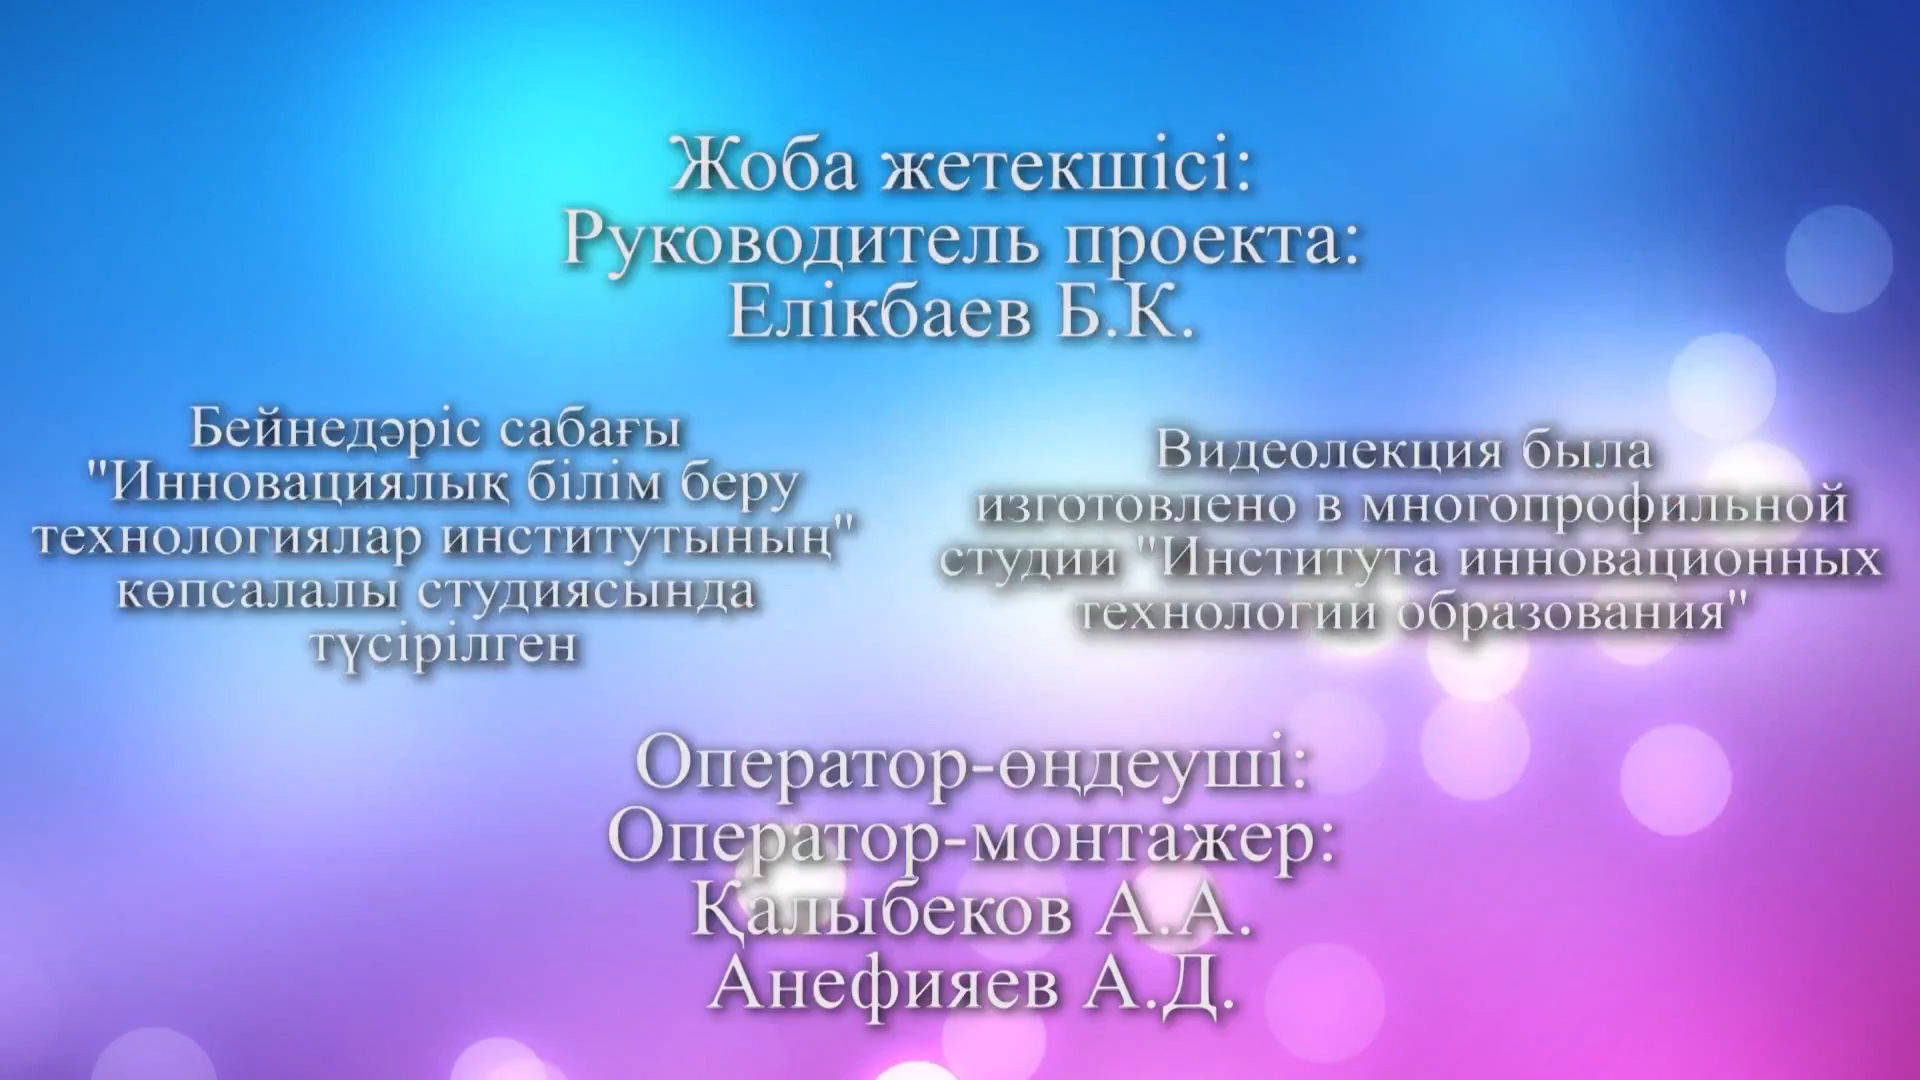 Жоба жетекшісі:
Руководитель проекта:
Елікбаев Б.К.
Бейнедәріс сабағы
"Инновациялық білім беру
технологиялар институтының"
көпсалалы студиясында
түсірілген
Видеолекция была
изготовлено в многопрофильной
студии "Института инновационных
технологии образования"
Оператор-өңдеуші:
Оператор-монтажер:
Қалыбеков А.А.
Анефияев А.Д.